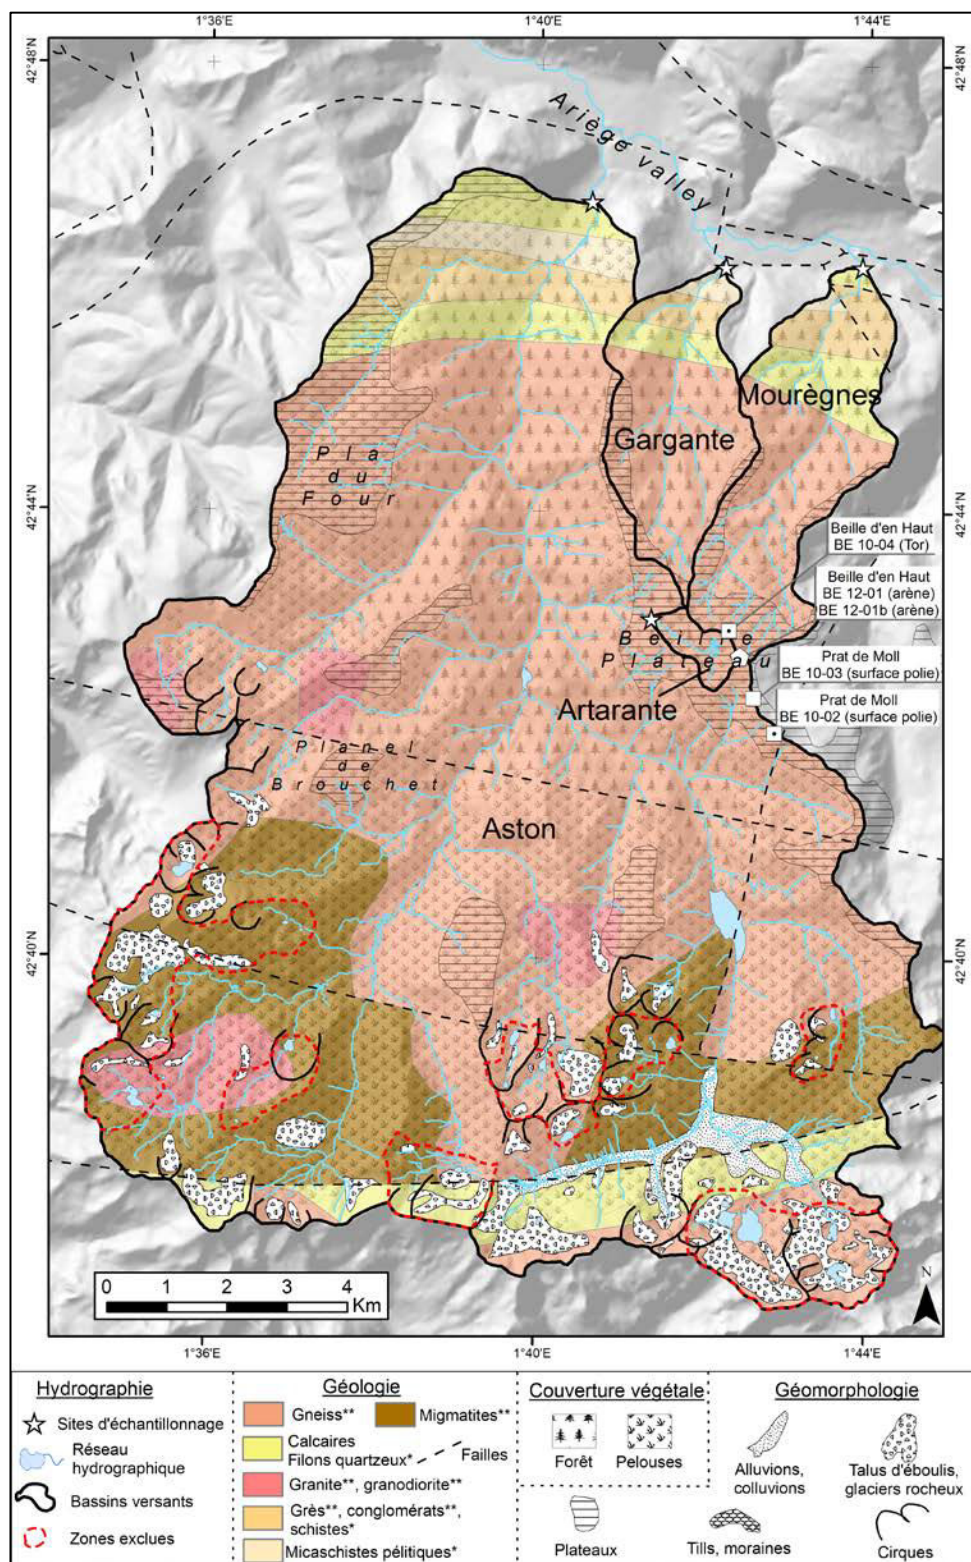 1°36'E 1°40'E 1°44'E
42°48'N 42°48'N
Ariège valley
Mourègnes
Gargante
Pla
du
Four
42°44'N 42°44'N
Beille d'en Haut
BE 10-04 (Tor)
Beille d'en Haut
BE 12-01 (arène)
BE 12-01b (arène)
Beille
Plateau
Prat de Moll
BE 10-03 (surface polie)
Artarante
Prat de Moll
BE 10-02 (surface polie)
Planel
de
Brouchet
Aston
42°40'N 42°40'N
0 1 2 3 4
Km
N
1°36'E 1°40'E 1°44'E
Hydrographie
Sites d'échantillonnage
Réseau
hydrographique
Bassins versants
Zones exclues
Géologie
Gneiss** Migmatites**
Calcaires
Filons quartzeux*
Failles
Granite**, granodiorite**
Grès**, conglomérats**,
schistes*
Micaschistes pélitiques*
Couverture végétale
Forêt Pelouses
Géomorphologie
Alluvions,
colluvions
Talus d'éboulis,
glaciers rocheux
Plateaux
Tills, moraines
Cirques